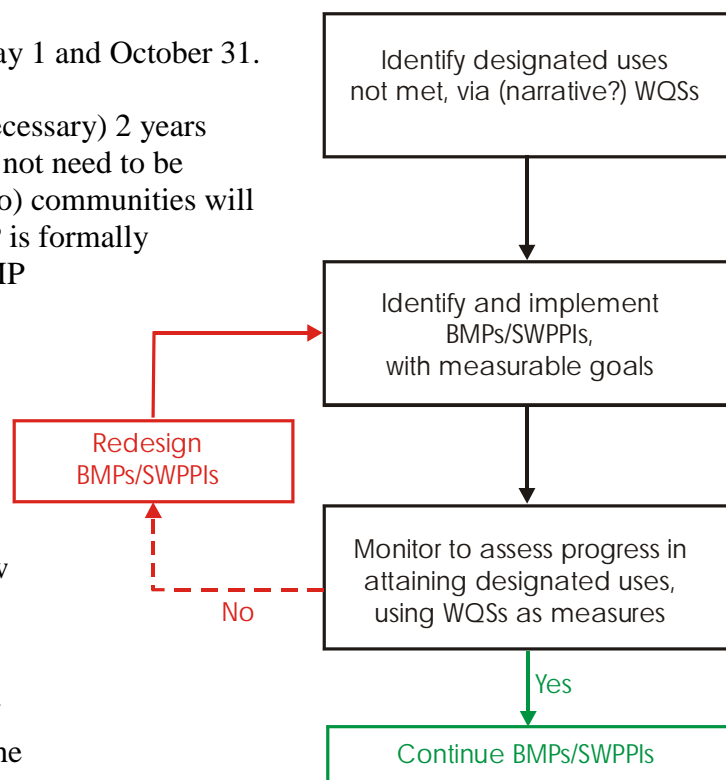 ay 1 and October 31.
ecessary) 2 years
not need to be
o) communities will
is formally
IP
Identify designated uses
not met, via (narrative?) WQSs
Identify and implement
BMPs/SWPPIs,
with measurable goals
Redesign
BMPs/SWPPIs
Monitor to assess progress in
attaining designated uses,
using WQSs as measures
No
Yes
Continue BMPs/SWPPIs
ne